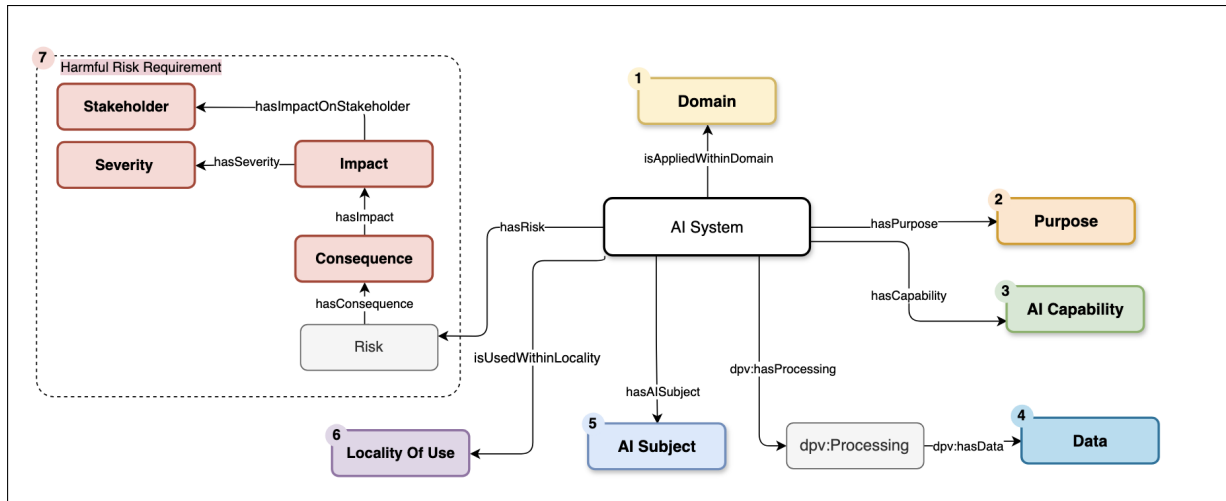 7
Harmful Risk Requirement
Stakeholder
hasImpactOnStakeholder
Severity
hasSeverity
Impact
hasImpact
Consequence
hasConsequence
Risk
1
Domain
isAppliedWithinDomain
AI System
hasRisk
hasPurpose
2
Purpose
hasCapability
3
AI Capability
isUsedWithinLocality
6
Locality Of Use
hasAISubject
5
AI Subject
dpv:hasProcessing
dpv:Processing
dpv:hasData
4
Data